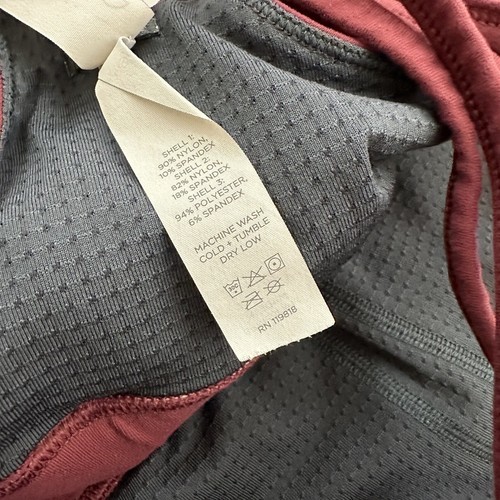 SHELL 1:
90% NYLON,
10% SPANDEX
SHELL 2:
82% NYLON,
18% SPANDEX
SHELL 3:
94% POLYESTER,
6% SPANDEX
MACHINE WASH
COLD + TUMBLE
DRY LOW
RN 119818